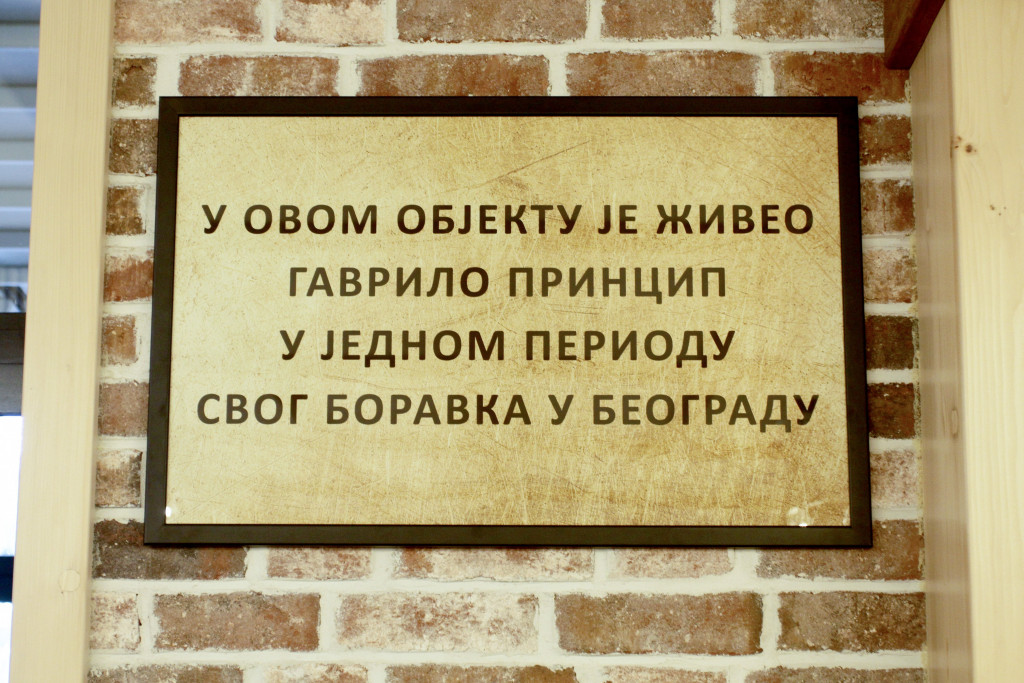 У ОВОМ ОБЈЕКТУ ЈЕ ЖИВЕО
ГАВРИЛО ПРИНЦИП
У ЈЕДНОМ ПЕРИОДУ
СВОГ БОРАВКА У БЕОГРАДУ